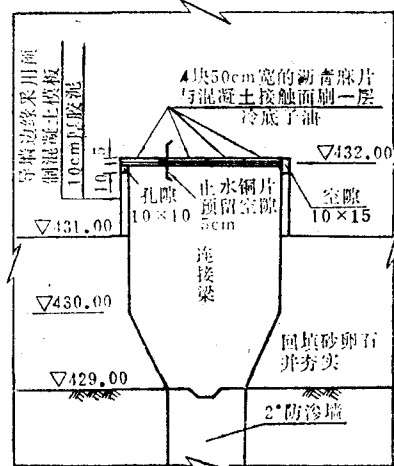 4块50cm宽的沥青麻片
与混凝土接触面刷一层
冷底子油
导墙边缘采用预
制混凝土模板
10cm厚胶泥
10 5
▽432.00
孔隙
10×10
止水铜片
预留空隙
5cm
空隙
10×15
▽431.00
连接梁
▽430.00
回填砂卵石
并夯实
▽429.00
2°防渗墙